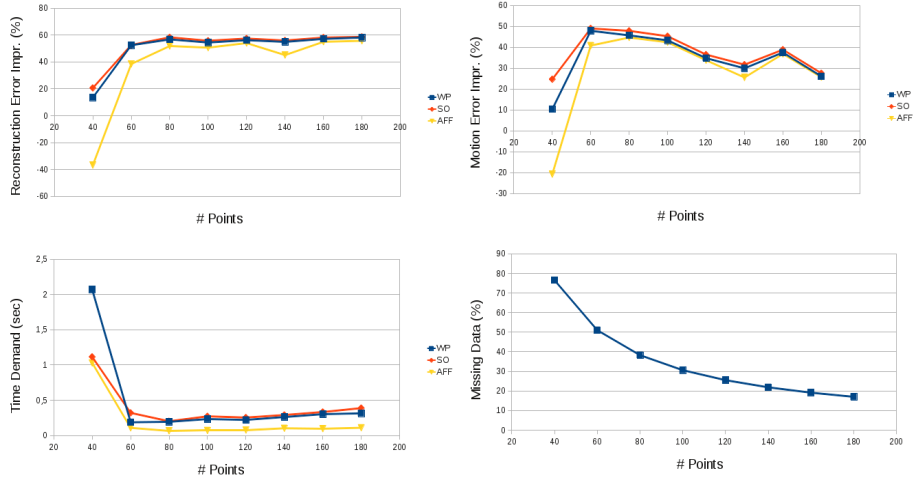 Reconstruction Error Impr. (%)
80
60
40
20
0
-20
-40
-60
20 40 60 80 100 120 140 160 180 200
# Points
WP
SO
AFF
Motion Error Impr. (%)
60
50
40
30
20
10
0
-10
-20
-30
20 40 60 80 100 120 140 160 180 200
# Points
WP
SO
AFF
Time Demand (sec)
2,5
2
1,5
1
0,5
0
20 40 60 80 100 120 140 160 180 200
# Points
WP
SO
AFF
Missing Data (%)
90
80
70
60
50
40
30
20
10
0
20 40 60 80 100 120 140 160 180 200
# Points